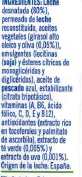 INGREDIENTES: Leche
desnatada (80%),
permeado de leche
reconstituido, aceites
vegetales (girasol alto
oleico y oliva (0,05%)),
emulgentes (lecitinas
(soja) y ésteres cítricos de
monoglicéridos y
diglicéridos), aceite de
pescado azul, estabilizante
(citrato tripotásico),
vitaminas (A, B6, ácido
fólico, C, D, E y B12),
antioxidantes (extracto rico
en tocoferoles y palmitato
de ascorbilo), extracto de
té verde (0,005%) y
extracto de uva (0,001%).
Origen de la leche: España.